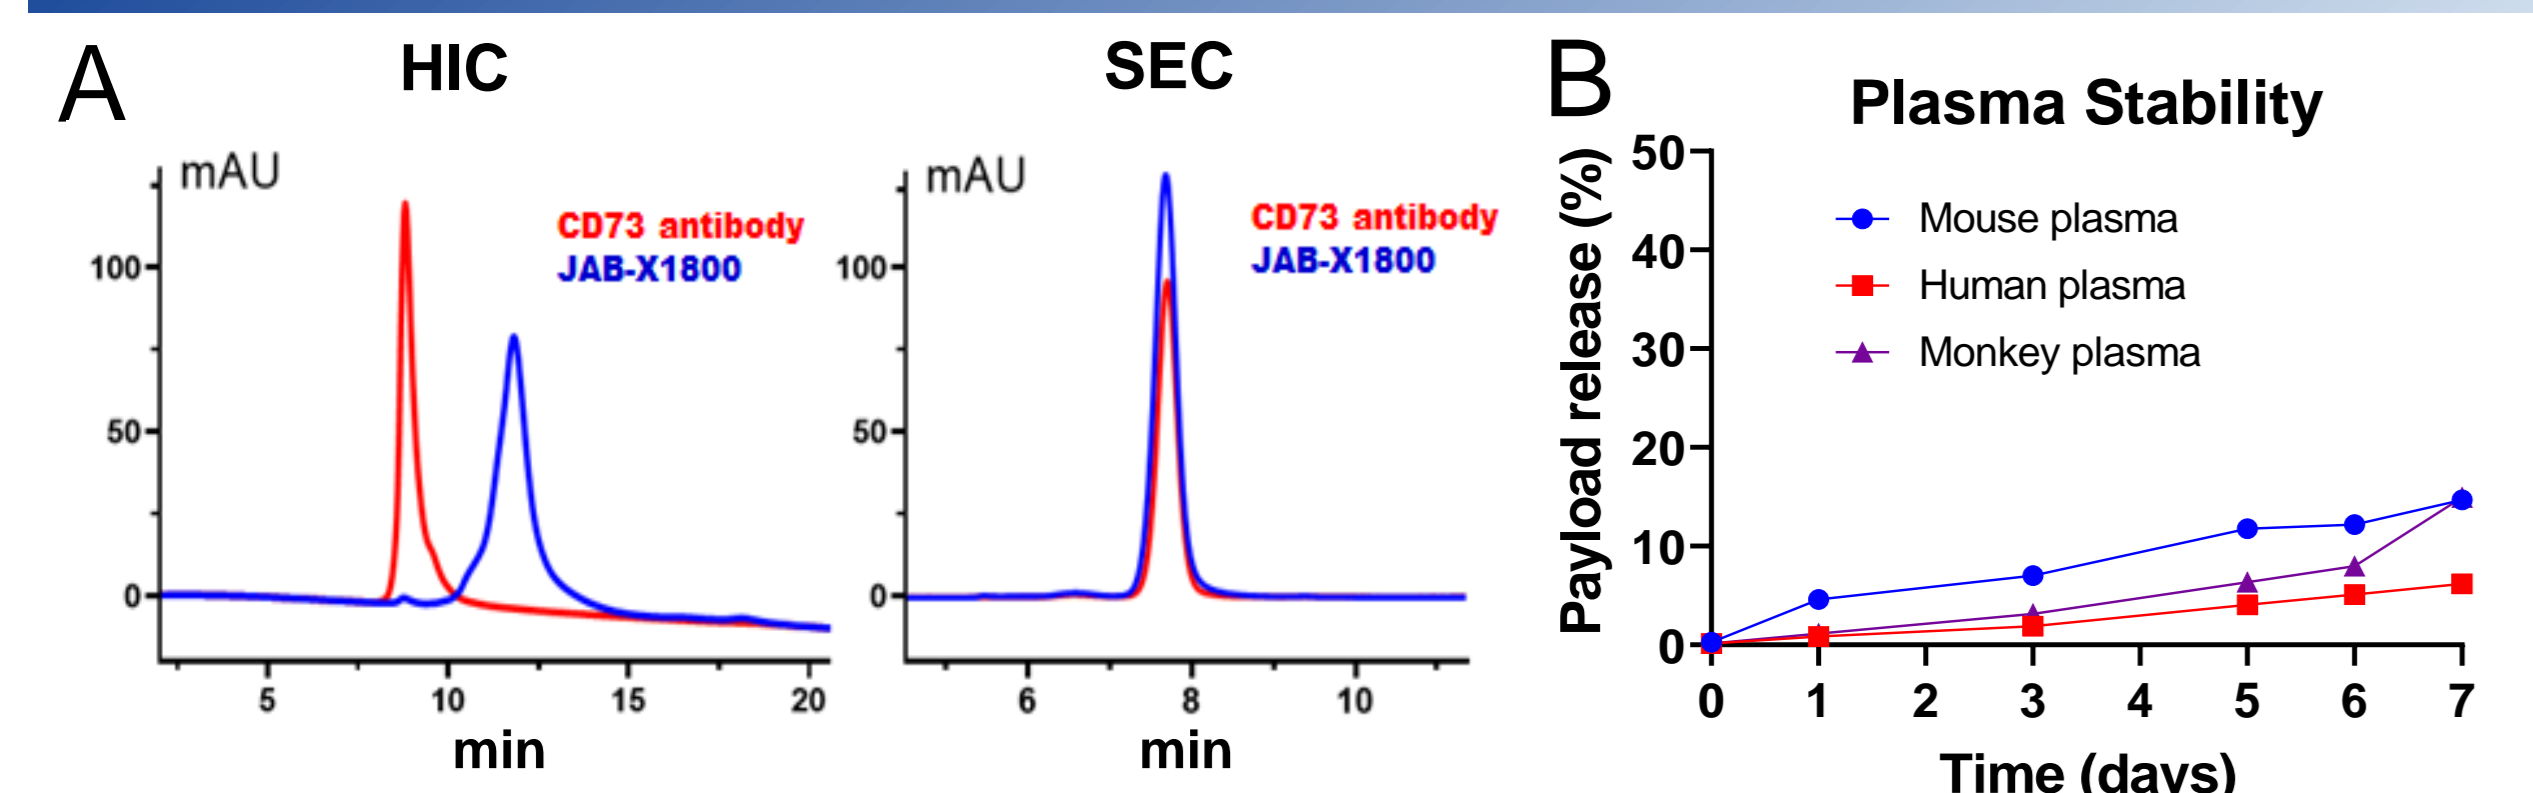 A
HIC
mAU
CD73 antibody
JAB-X1800
100
50
0
5 10 15 20
min
SEC
mAU
CD73 antibody
JAB-X1800
100
50
0
6 8 10
min
B
Plasma Stability
Payload release (%)
50
40
30
20
10
0
Mouse plasma
Human plasma
Monkey plasma
0 1 2 3 4 5 6 7
Time (days)